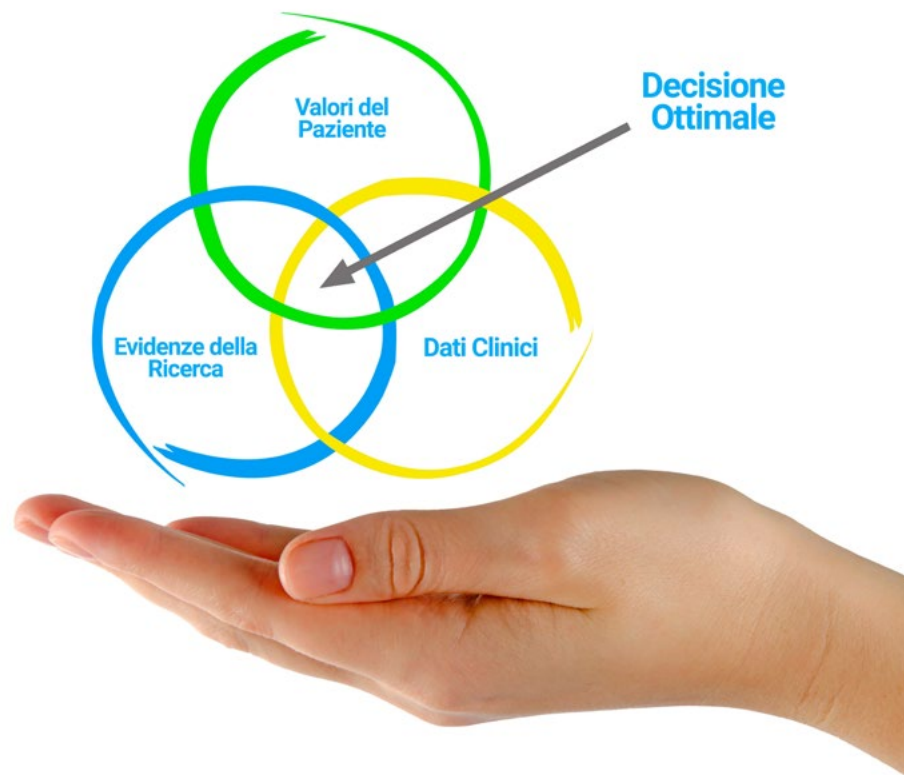 Valori del
Paziente
Decisione
Ottimale
Evidenze della
Ricerca
Dati Clinici